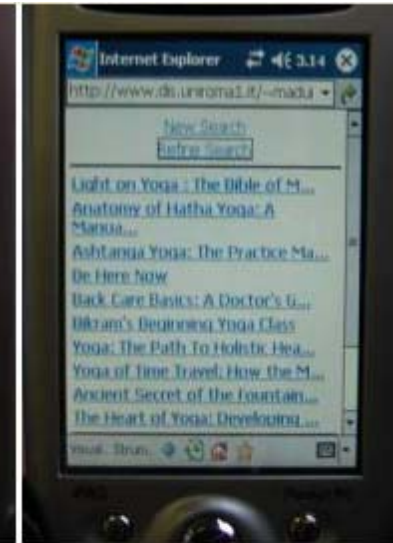 Internet Explorer 3.14
http://www.dis.uniroma1.it/~madui
New Search
Refine Search
Light on Yoga : The Bible of M...
Anatomy of Hatha Yoga: A
Manua...
Ashtanga Yoga: The Practice Ma...
Be Here Now
Back Care Basics: A Doctor's G...
Bikram's Beginning Yoga Class
Yoga: The Path To Holistic Hea...
Yoga of Time Travel: How the M...
Ancient Secret of the Fountain...
The Heart of Yoga: Developing ...
Visual. Strum.